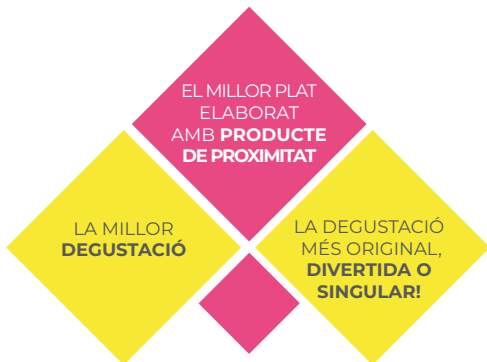 EL MILLOR PLAT
ELABORAT
AMB PRODUCTE
DE PROXIMITAT
LA MILLOR
DEGUSTACIÓ
LA DEGUSTACIÓ
MÉS ORIGINAL,
DIVERTIDA O
SINGULAR!